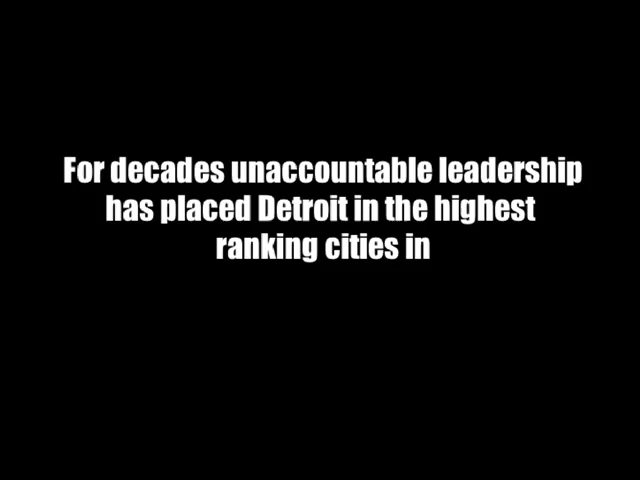 For decades unaccountable leadership
has placed Detroit in the highest
ranking cities in